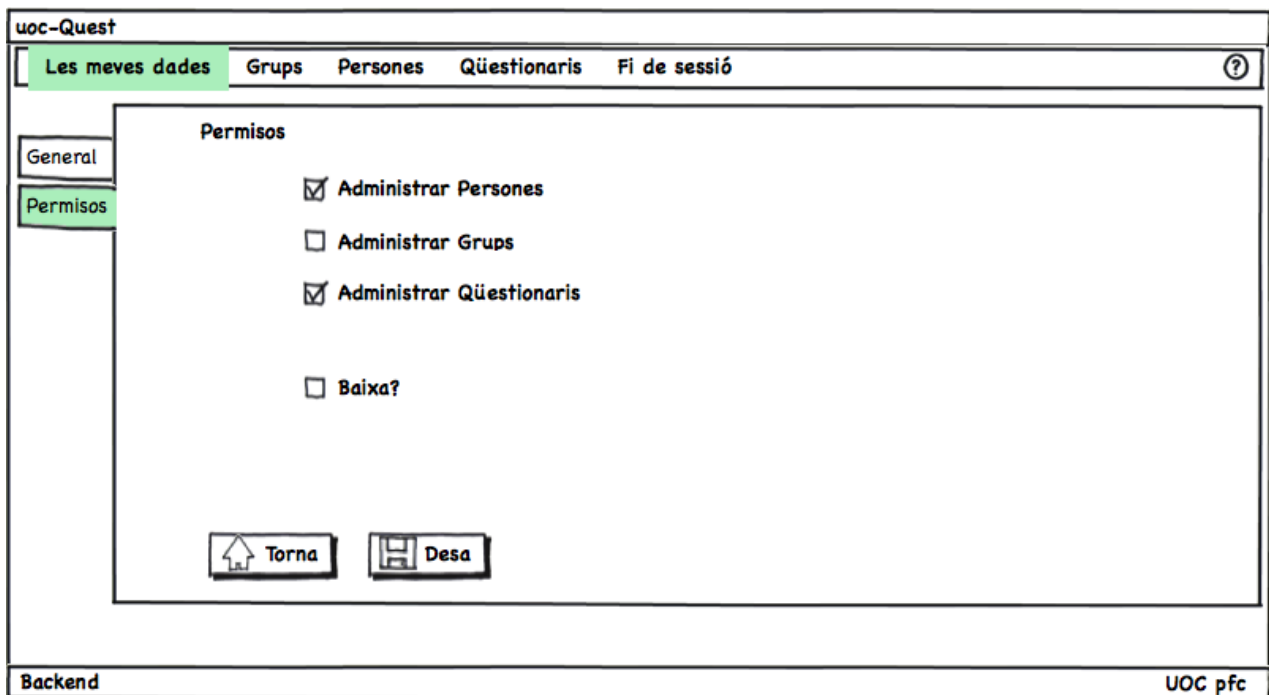 uoc-Quest
Les meves dades Grups Persones Qüestionaris Fi de sessió ?
Permisos
General
Permisos
Administrar Persones
Administrar Grups
Administrar Qüestionaris
Baixa?
Torna Desa
Backend UOC pfc